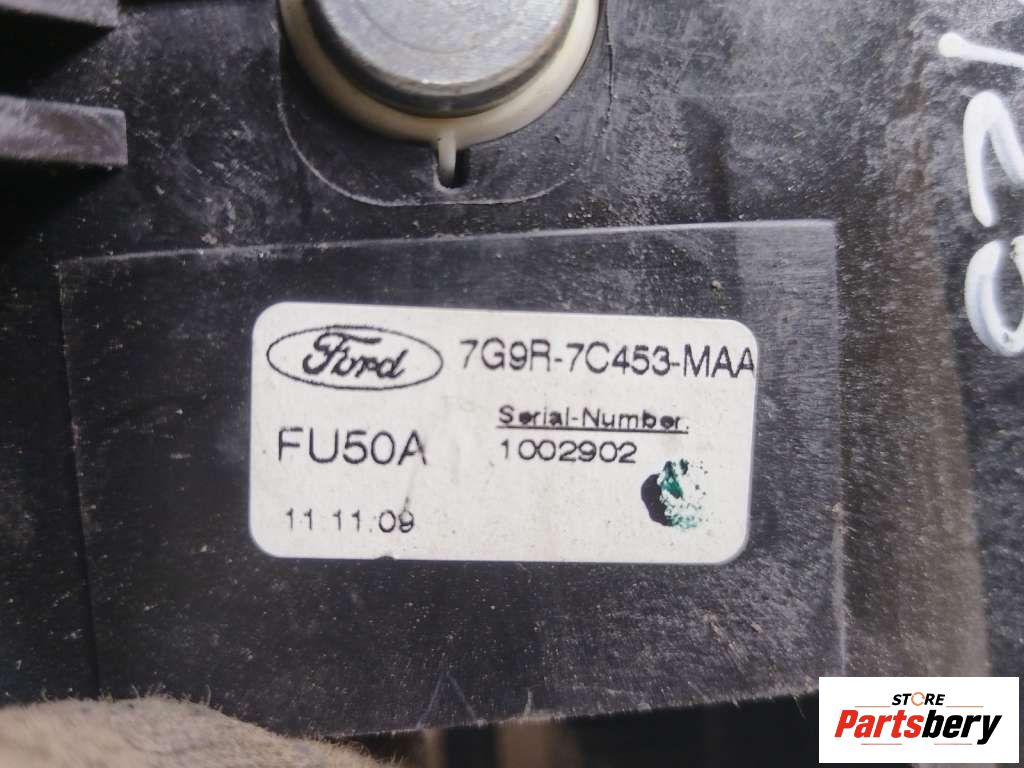 Ford 7G9R-7C453-MAA
Serial-Number:
FU50A 1002902
11.11.09
STORE
Partsbery